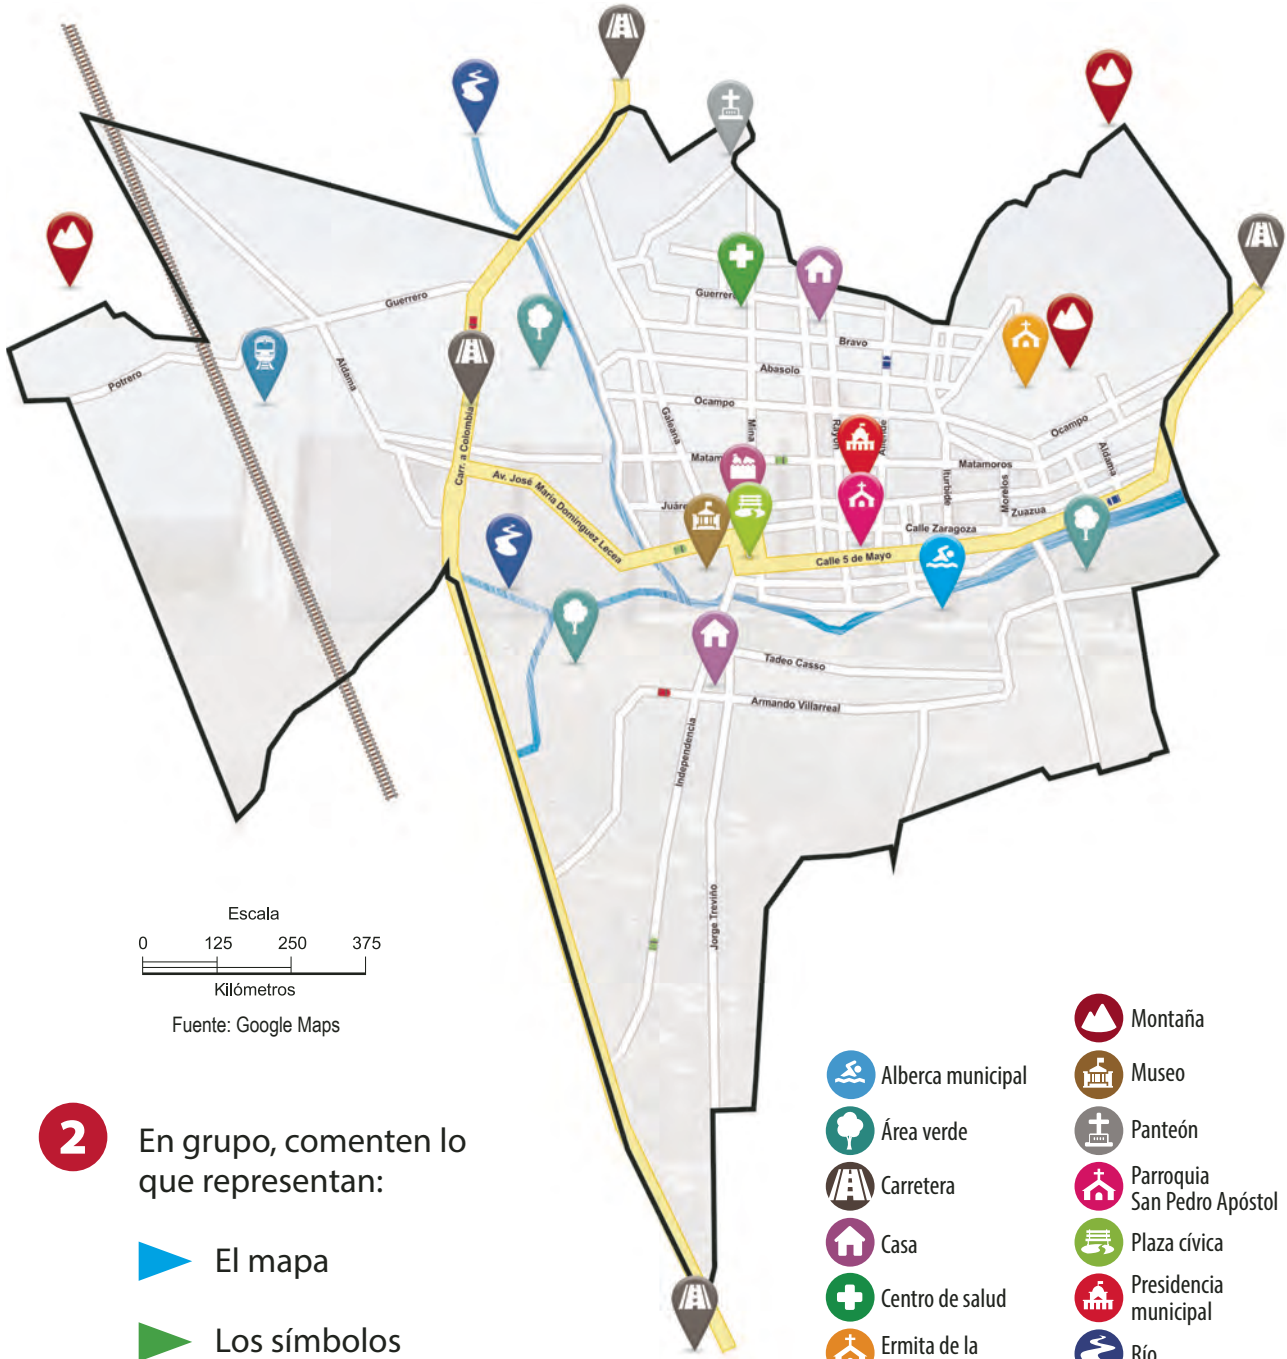 Guerrero
Guerrero
Potrero
Aldama
Carr. a Colombia
Av. José María Domínguez Lecea
Bravo
Abasolo
Ocampo
Galeana
Mina
Rayón
Allende
Matamoros
Iturbide
Morelos
Ocampo
Aldama
Zuazua
Calle Zaragoza
Calle 5 de Mayo
Tadeo Casso
Armando Villarreal
Independencia
Jorge Treviño
Escala
0 125 250 375
Kilómetros
Fuente: Google Maps
2
En grupo, comenten lo
que representan:
El mapa
Los símbolos
Alberca municipal
Área verde
Carretera
Casa
Centro de salud
Ermita de la
Montaña
Museo
Panteón
Parroquia
San Pedro Apóstol
Plaza cívica
Presidencia
municipal
Río